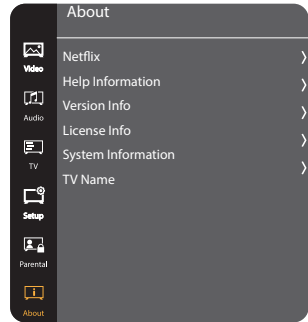 About
Video
Audio
TV
Setup
Parental
About
Netflix
Help Information
Version Info
License Info
System Information
TV Name